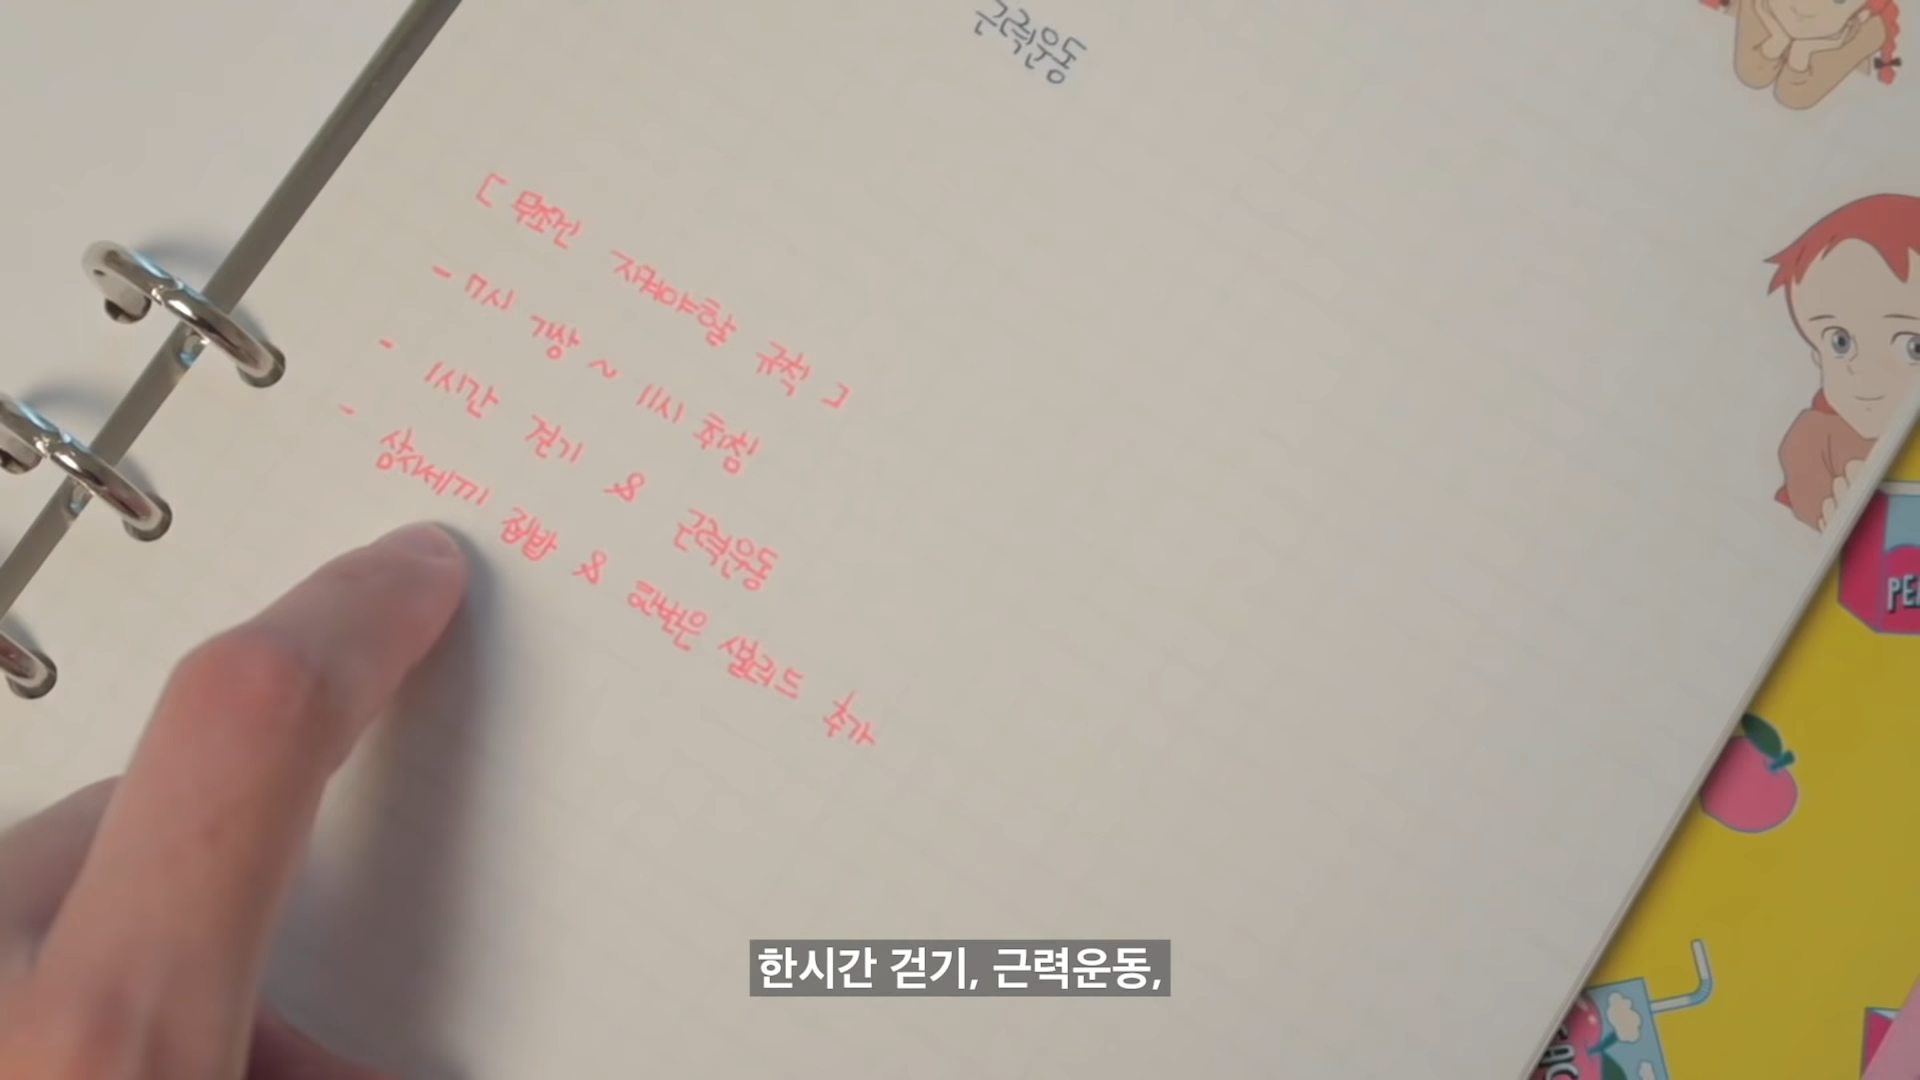 근력운동
[ 무조건 지켜야할 규칙 ]
- 7시 기상 ~ 11시 취침
- 1시간 걷기 & 근력운동
- 삼시세끼 집밥 & 한번은 샐러드 추가
한시간 걷기, 근력운동,